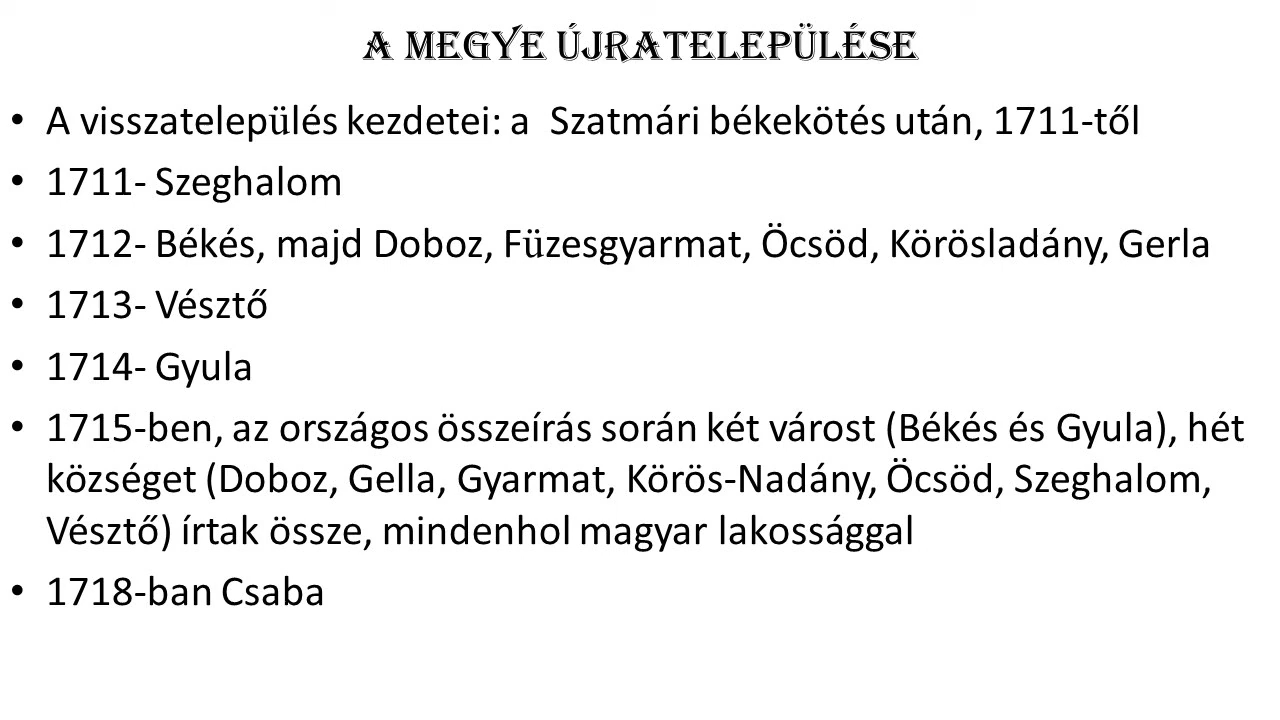 A MEGYE ÚJRATELEPÜLÉSE
• A visszatelepülés kezdetei: a  Szatmári békekötés után, 1711-től
• 1711- Szeghalom
• 1712- Békés, majd Doboz, Füzesgyarmat, Öcsöd, Körösladány, Gerla
• 1713- Vésztő
• 1714- Gyula
• 1715-ben, az országos összeírás során két várost (Békés és Gyula), hét
községet (Doboz, Gella, Gyarmat, Körös-Nadány, Öcsöd, Szeghalom,
Vésztő) írtak össze, mindenhol magyar lakossággal
• 1718-ban Csaba